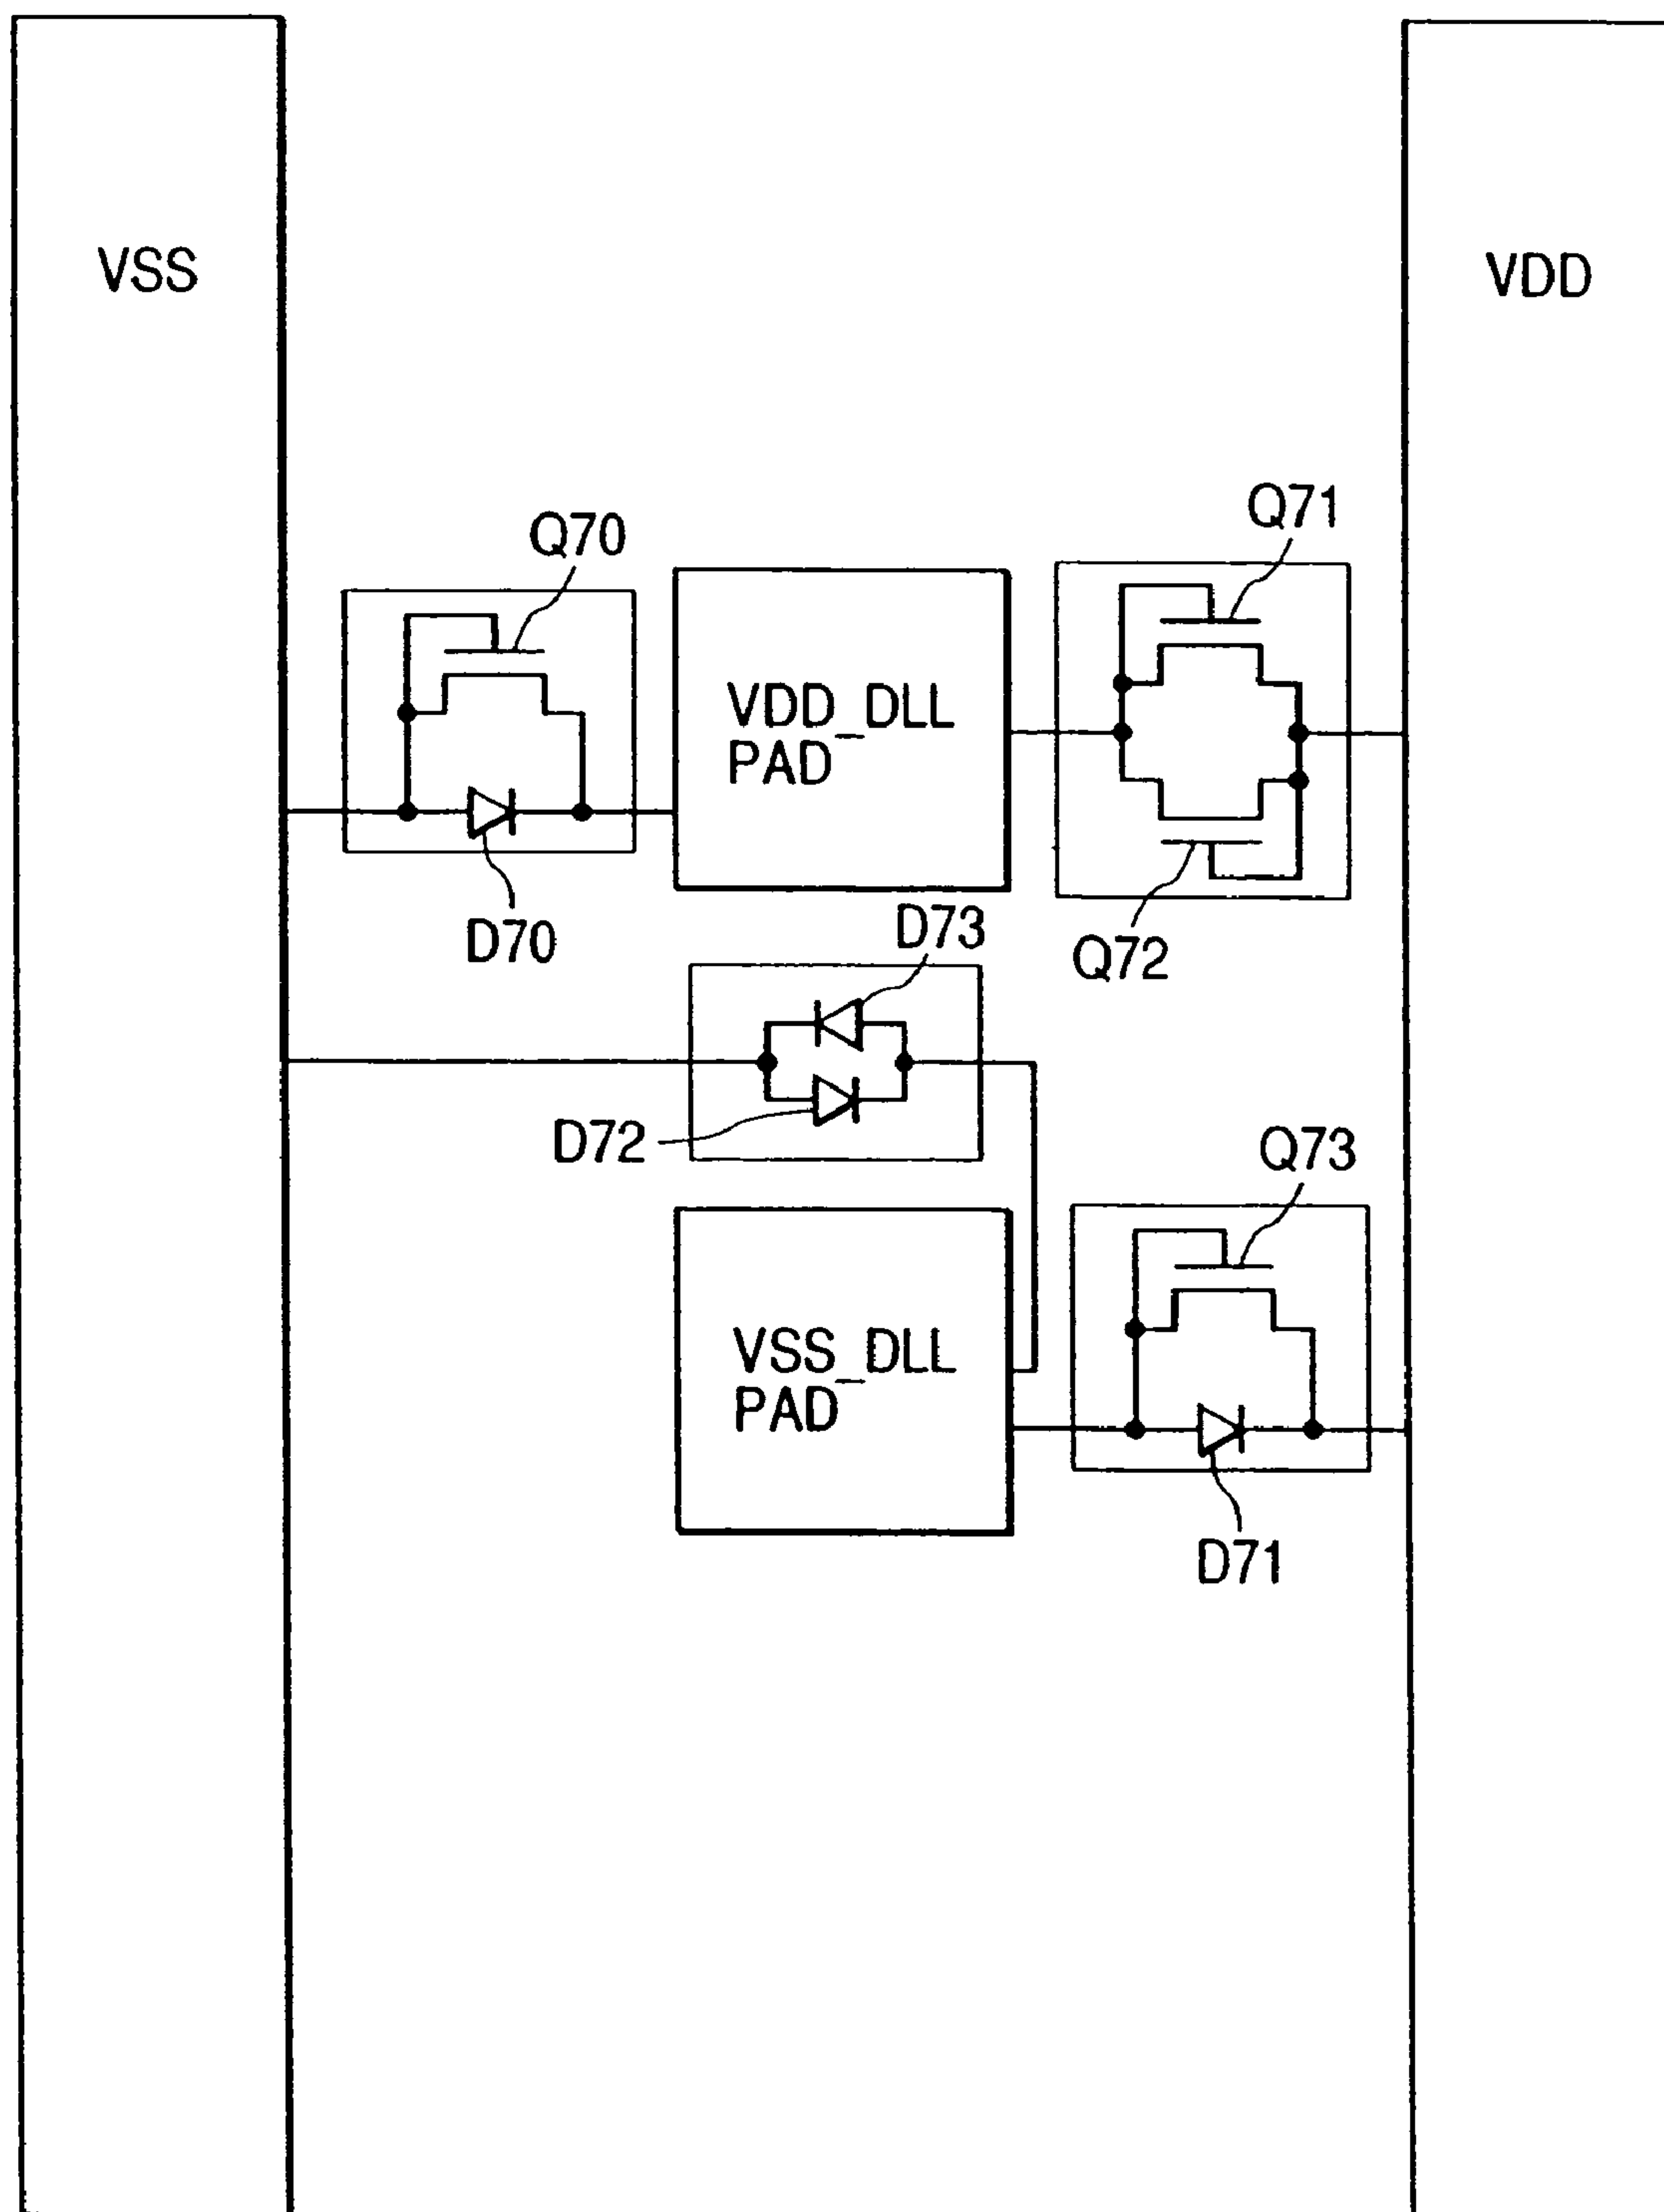 VSS
VDD
Q71
Q70
VDD_DLL
PAD
D70
D73
Q72
D72
Q73
VSS_DLL
PAD
D71